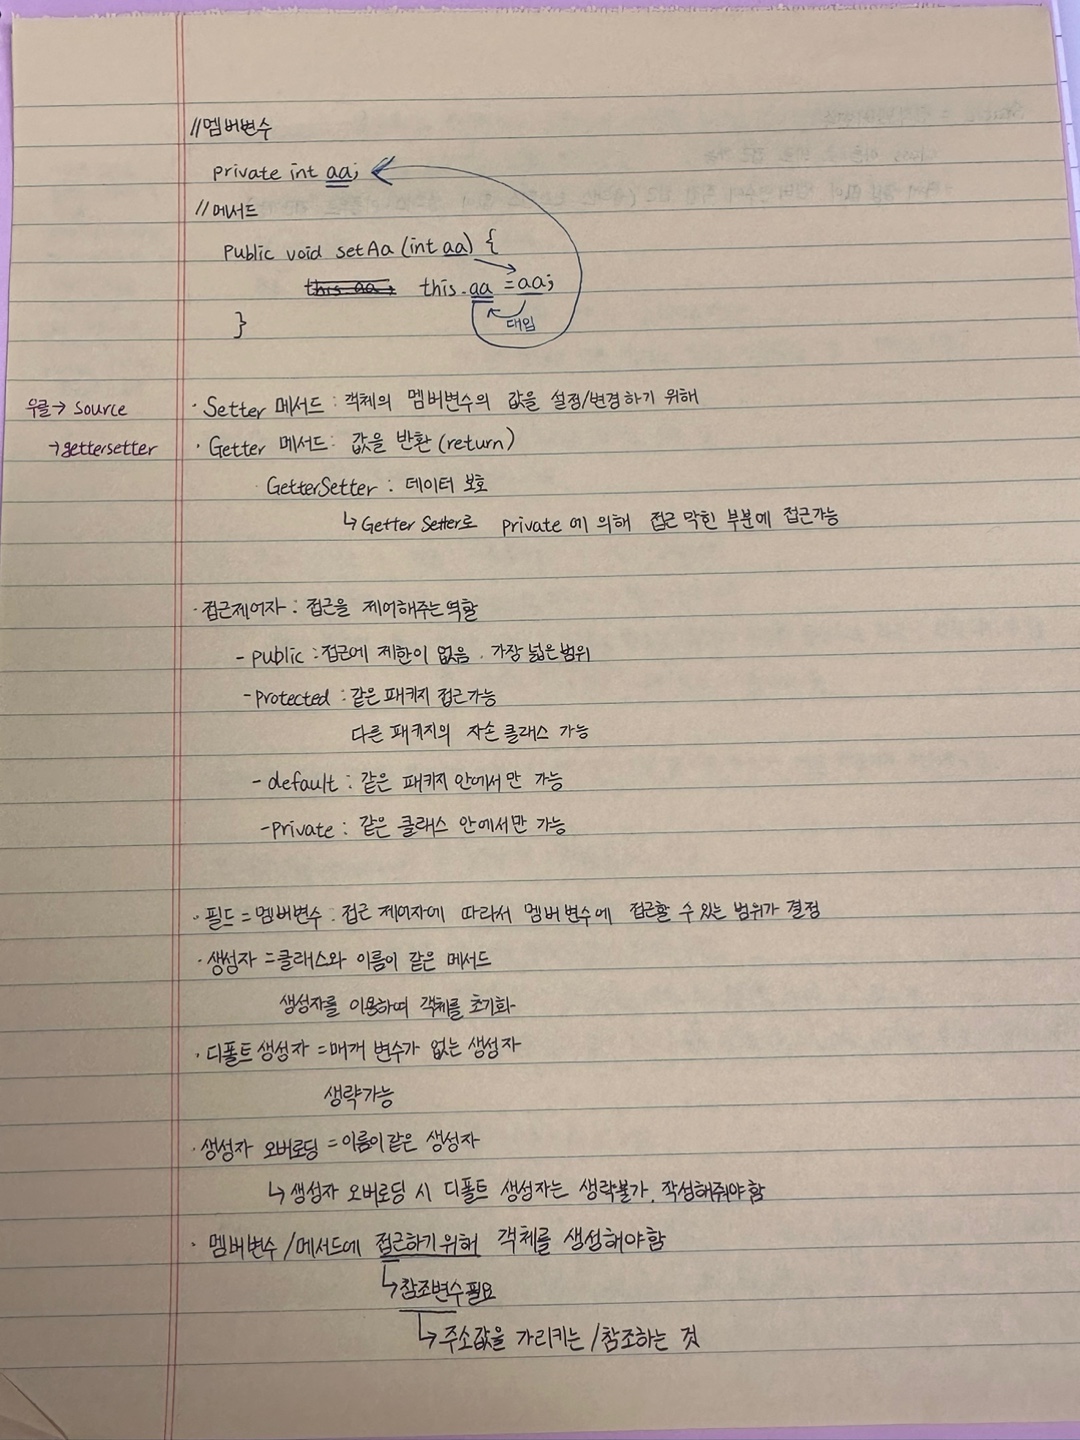 //멤버변수
private int aa;
//메서드
public void setAa (int aa) {
this.aa = aa;
대입
}
우클→ source
→gettersetter
· Setter 메서드 : 객체의 멤버변수의 값을 설정/변경하기 위해
· Getter 메서드: 값을 반환 (return)
GetterSetter : 데이터 보호
↳ Getter Setter로 private에 의해 접근 막힌 부분에 접근가능
· 접근제어자 : 접근을 제어해주는 역할
- public : 접근에 제한이 없음. 가장 넓은 범위
- protected : 같은 패키지 접근가능
다른 패키지의 자손 클래스 가능
- default : 같은 패키지 안에서만 가능
- private : 같은 클래스 안에서만 가능
· 필드 = 멤버변수 : 접근 제어자에 따라서 멤버변수에 접근할 수 있는 범위가 결정
· 생성자 = 클래스와 이름이 같은 메서드
생성자를 이용하여 객체를 초기화
· 디폴트 생성자 = 매개 변수가 없는 생성자
생략가능
· 생성자 오버로딩 = 이름이 같은 생성자
↳ 생성자 오버로딩 시 디폴트 생성자는 생략불가. 작성해줘야함
· 멤버변수 / 메서드에 접근하기 위해 객체를 생성해야함
↳ 참조변수 필요
↳ 주소값을 가리키는 / 참조하는 것